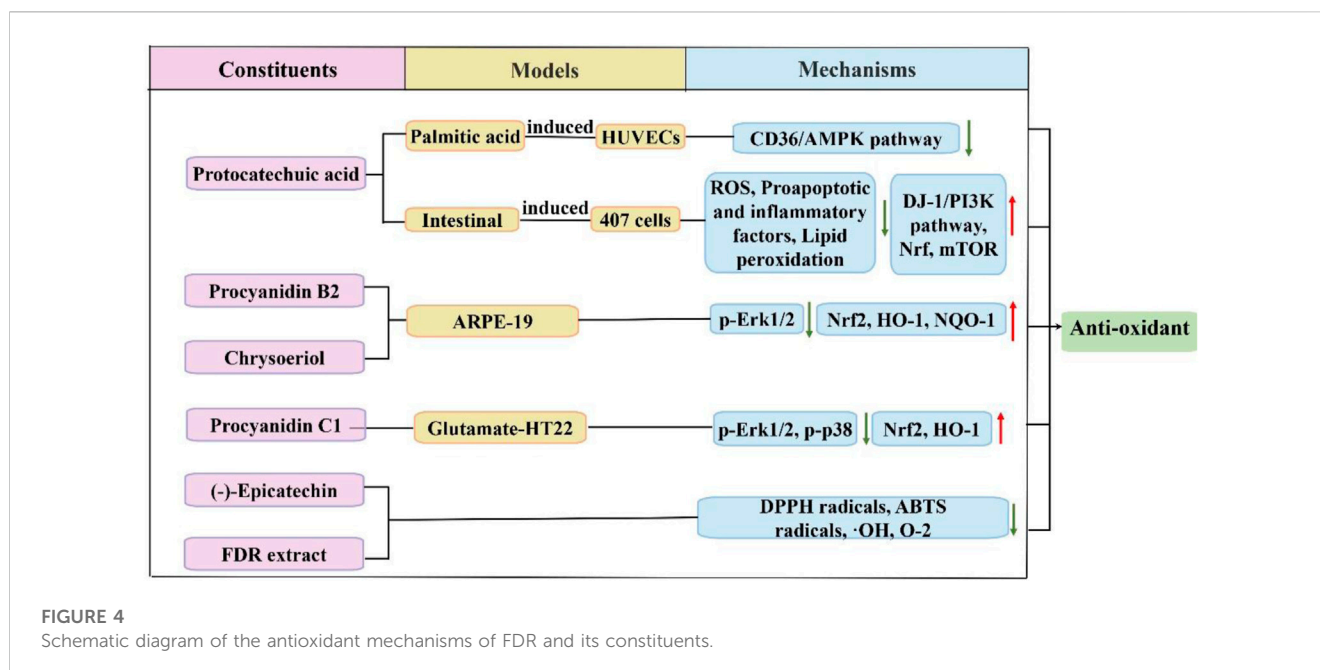 Constituents
Models
Mechanisms
Protocatechuic acid
Palmitic acid
induced
HUVECs
CD36/AMPK pathway
Intestinal
induced
407 cells
ROS, Proapoptotic
and inflammatory
factors, Lipid
peroxidation
DJ-1/PI3K
pathway,
Nrf, mTOR
Procyanidin B2
Chrysoeriol
ARPE-19
p-Erk1/2
Nrf2, HO-1, NQO-1
Anti-oxidant
Procyanidin C1
Glutamate-HT22
p-Erk1/2, p-p38
Nrf2, HO-1
(-)-Epicatechin
FDR extract
DPPH radicals, ABTS
radicals, ·OH, O-2
FIGURE 4
Schematic diagram of the antioxidant mechanisms of FDR and its constituents.